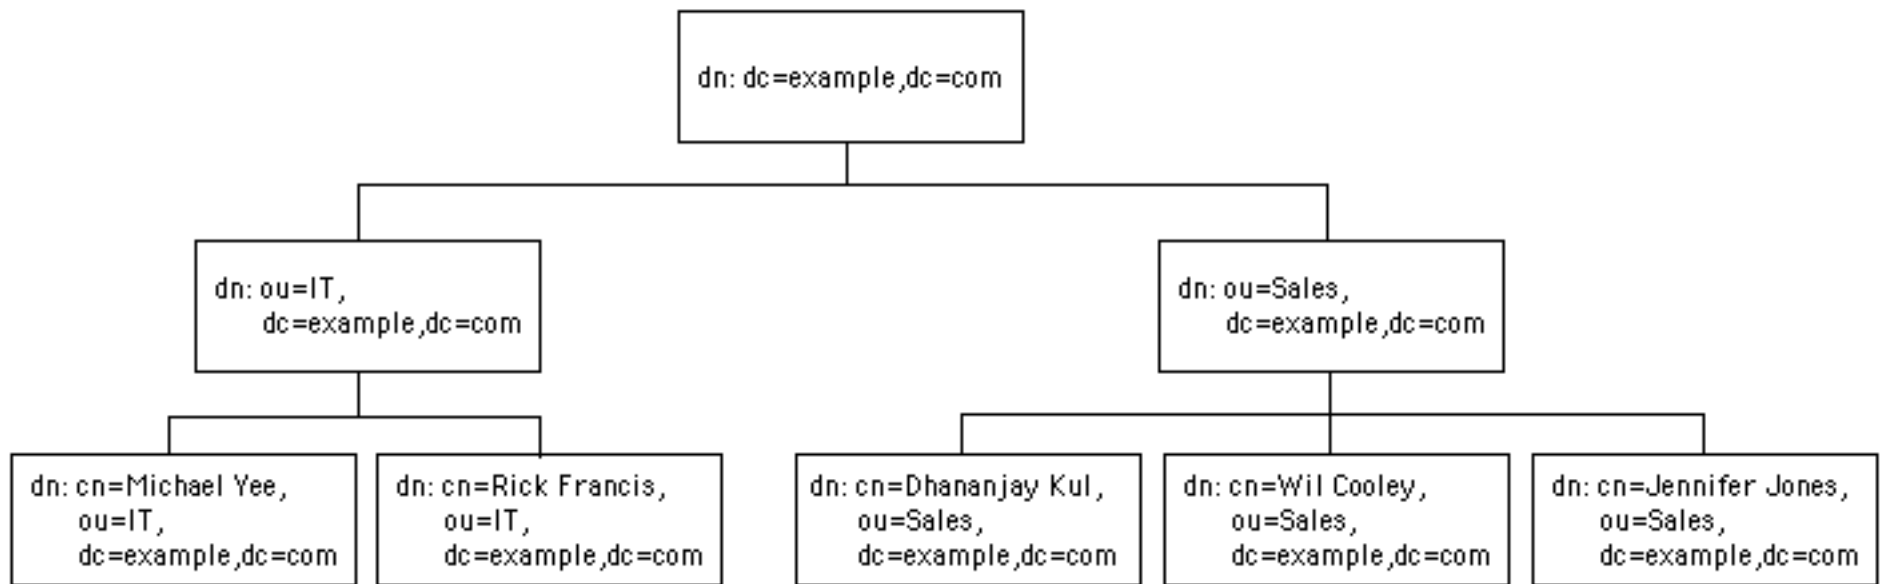 dn: dc=example,dc=com
dn: ou=IT,
dc=example,dc=com
dn: ou=Sales,
dc=example,dc=com
dn: cn=Michael Yee,
ou=IT,
dc=example,dc=com
dn: cn=Rick Francis,
ou=IT,
dc=example,dc=com
dn: cn=Dhananjay Kul,
ou=Sales,
dc=example,dc=com
dn: cn=Wil Cooley,
ou=Sales,
dc=example,dc=com
dn: cn=Jennifer Jones,
ou=Sales,
dc=example,dc=com